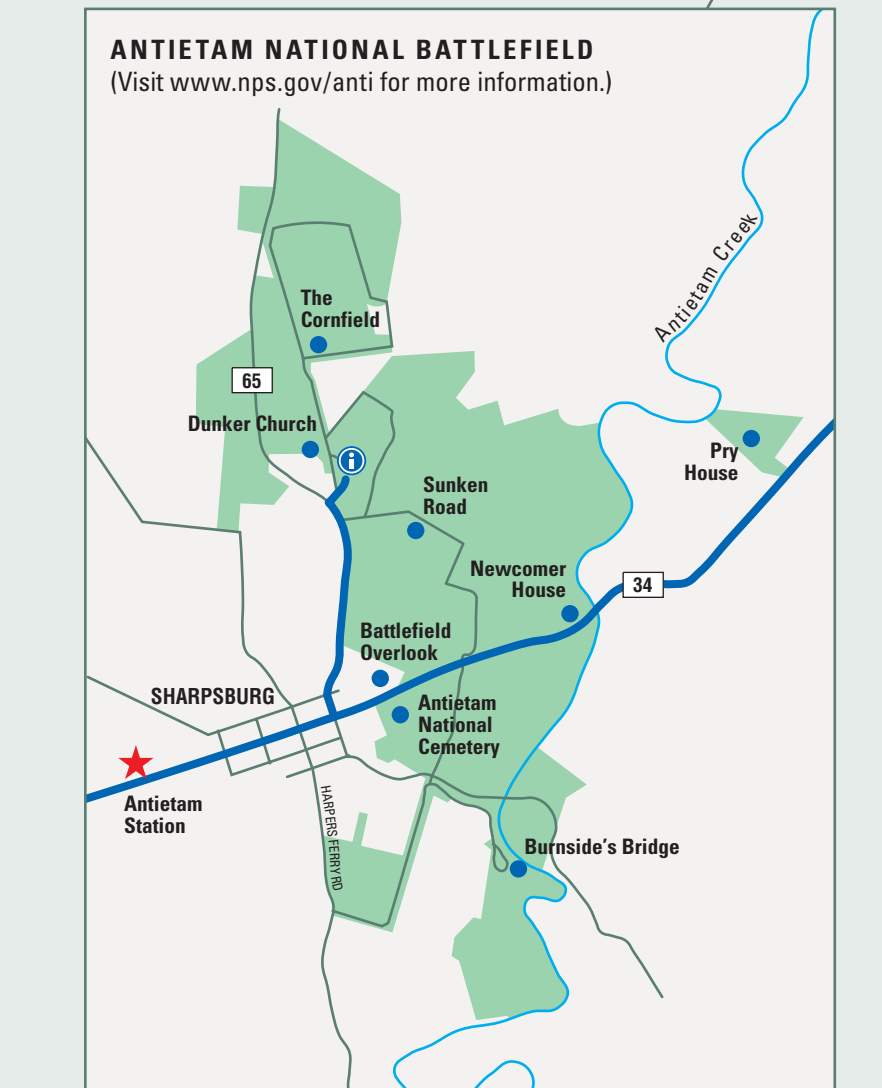 ANTIETAM NATIONAL BATTLEFIELD
(Visit www.nps.gov/anti for more information.)
Antietam Creek
The
Cornfield
65
Dunker Church
i
Pry
House
Sunken
Road
Newcomer
House
34
Battlefield
Overlook
SHARPSBURG
Antietam
National
Cemetery
Antietam
Station
HARPERS FERRY RD
Burnside's Bridge